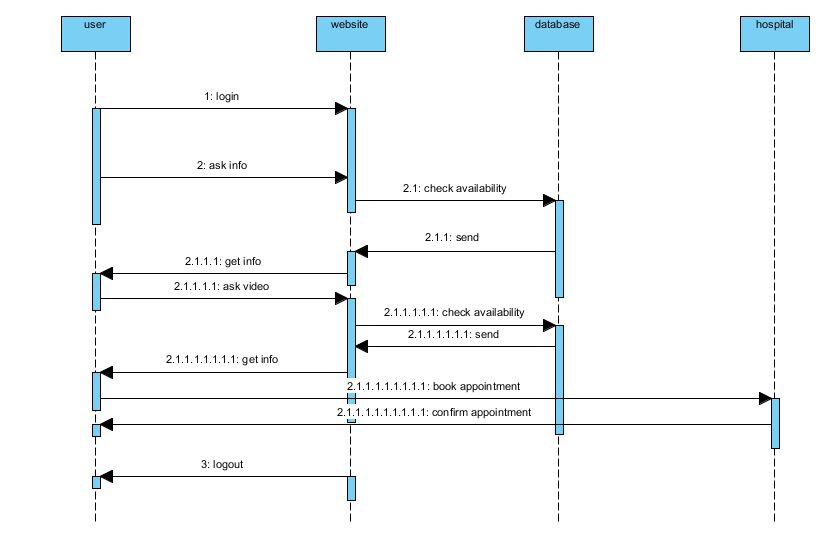 user
website
database
hospital
1: login
2: ask info
2.1: check availability
2.1.1: send
2.1.1.1: get info
2.1.1.1.1: ask video
2.1.1.1.1.1: check availability
2.1.1.1.1.1.1: send
2.1.1.1.1.1.1.1: get info
2.1.1.1.1.1.1.1.1: book appointment
2.1.1.1.1.1.1.1.1.1: confirm appointment
3: logout